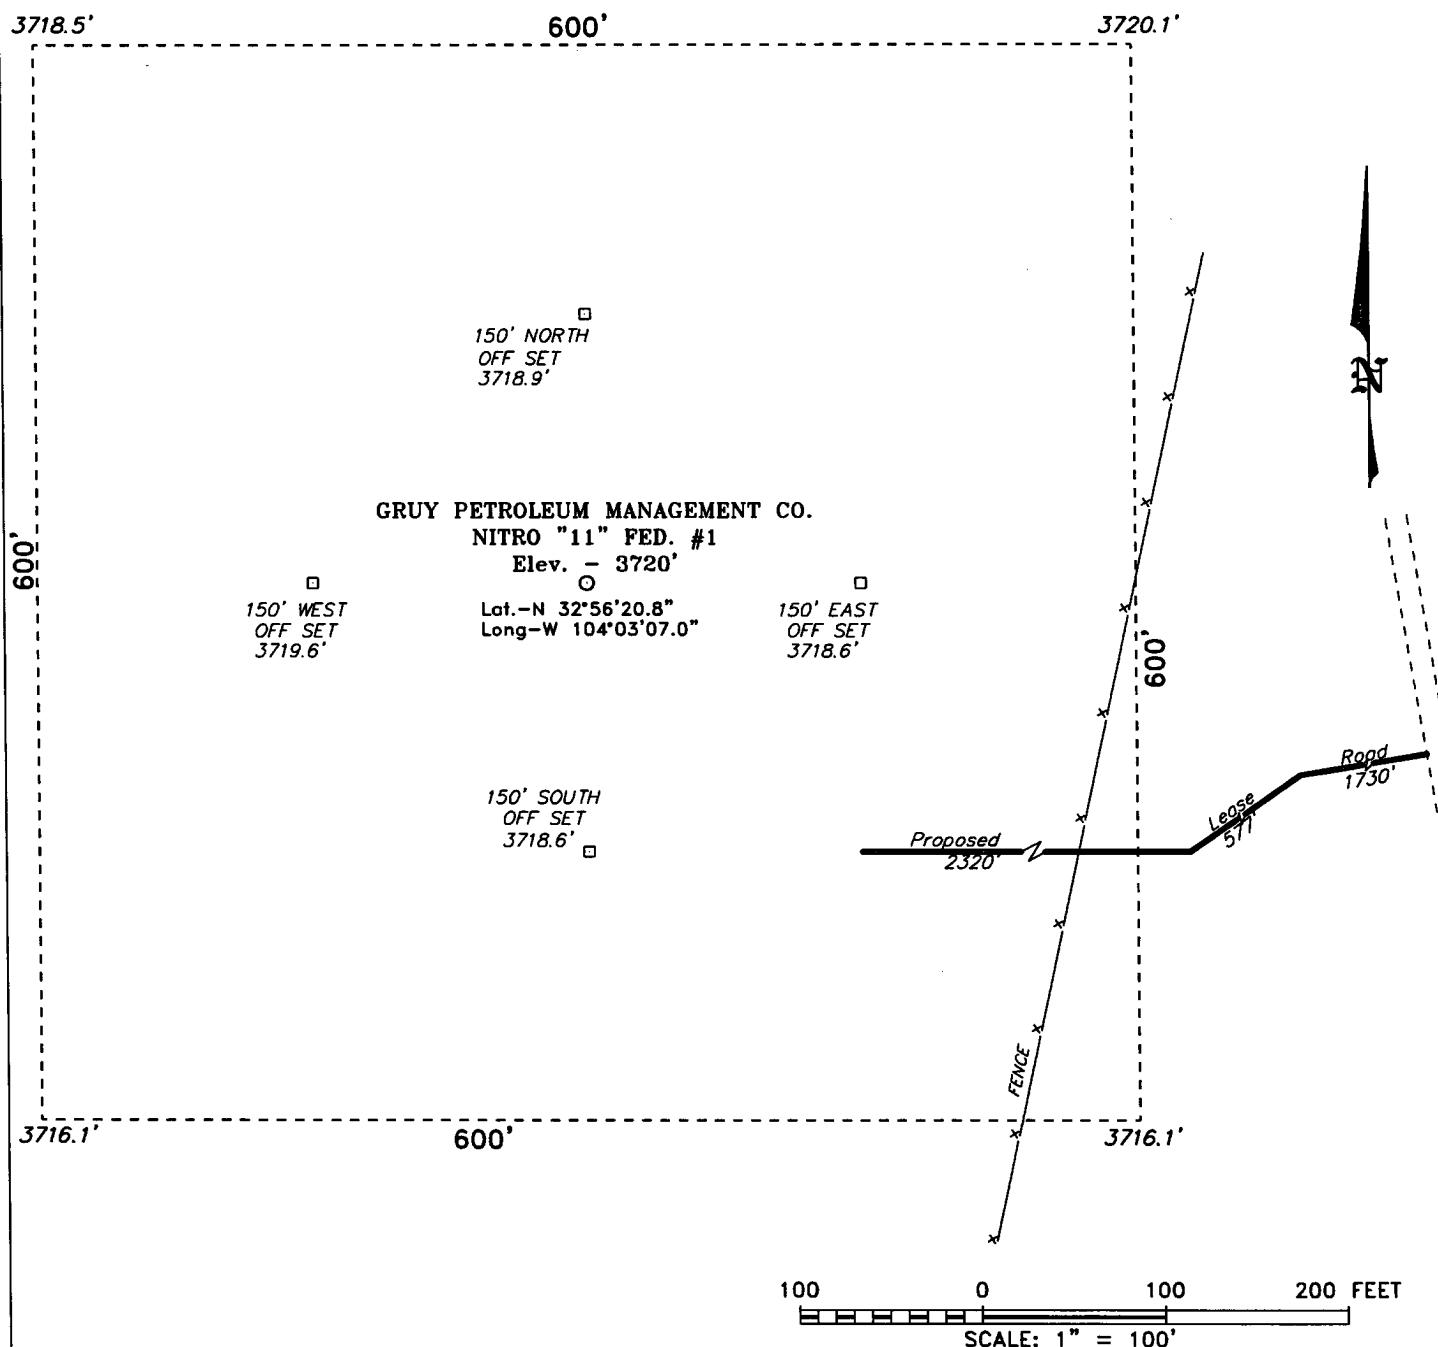 3718.5'
600'
3720.1'
150' NORTH
OFF SET
3718.9'
N
GRUY PETROLEUM MANAGEMENT CO.
NITRO "11" FED. #1
Elev. - 3720'
Lat.-N 32°56'20.8"
Long-W 104°03'07.0"
600'
150' WEST
OFF SET
3719.6'
150' EAST
OFF SET
3718.6'
600'
150' SOUTH
OFF SET
3718.6'
Proposed
2320'
Lease
577'
Road
1730'
FENCE
3716.1'
600'
3716.1'
100 0 100 200 FEET
SCALE: 1" = 100'